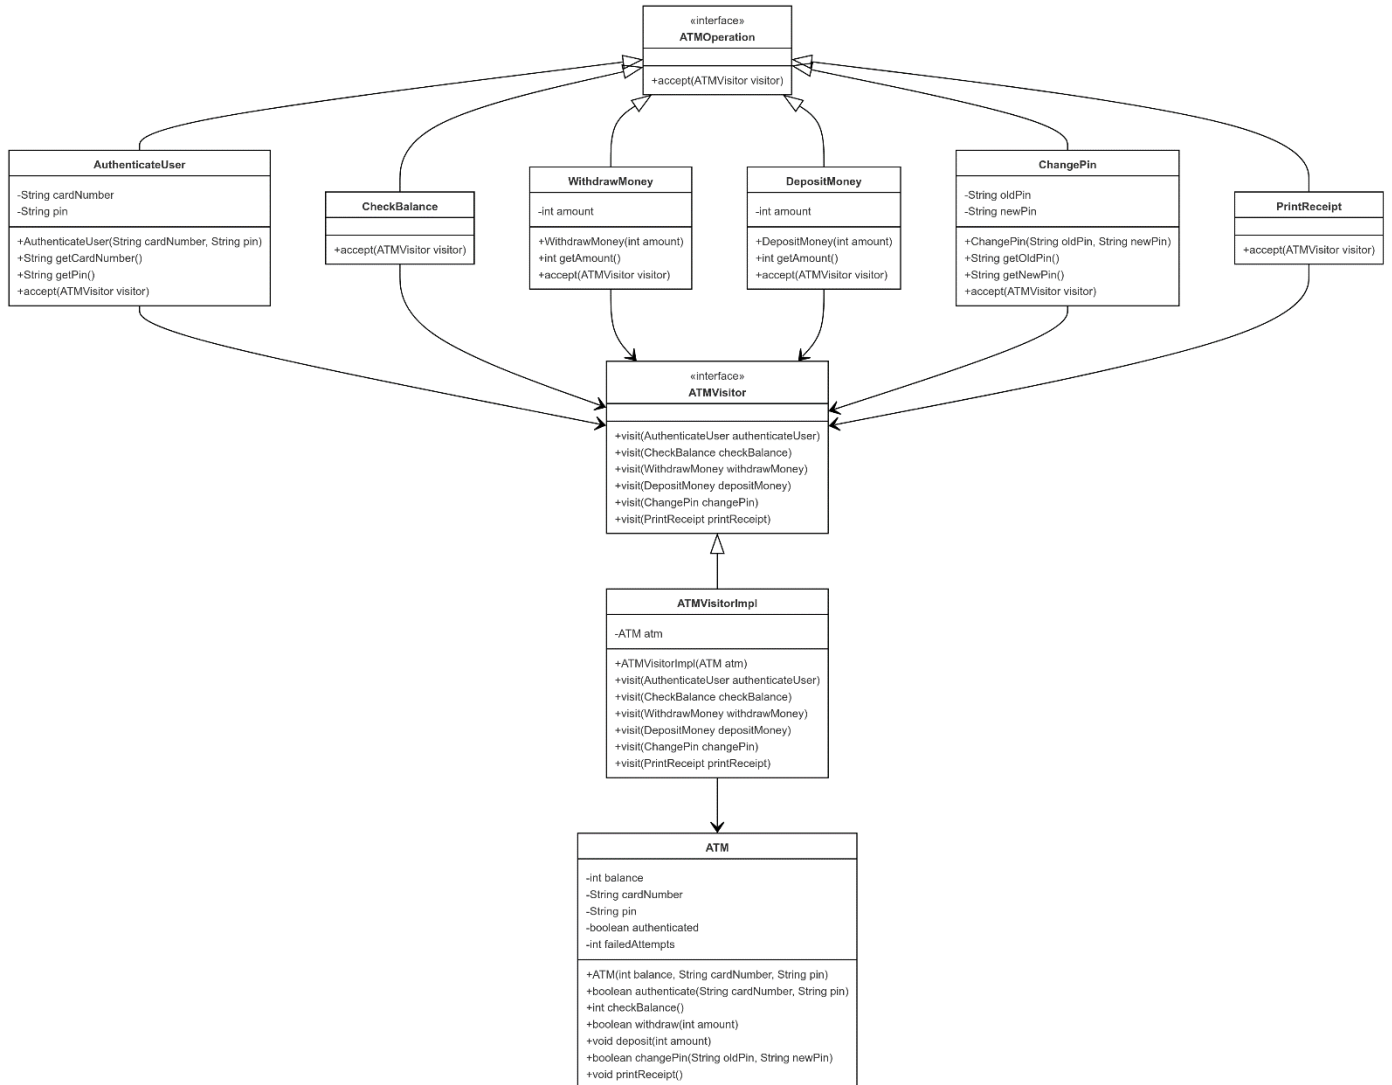 «interface»
ATMOperation
+accept(ATMVisitor visitor)
AuthenticateUser
-String cardNumber
-String pin
+AuthenticateUser(String cardNumber, String pin)
+String getCardNumber()
+String getPin()
+accept(ATMVisitor visitor)
CheckBalance
+accept(ATMVisitor visitor)
WithdrawMoney
-int amount
+WithdrawMoney(int amount)
+int getAmount()
+accept(ATMVisitor visitor)
DepositMoney
-int amount
+DepositMoney(int amount)
+int getAmount()
+accept(ATMVisitor visitor)
ChangePin
-String oldPin
-String newPin
+ChangePin(String oldPin, String newPin)
+String getOldPin()
+String getNewPin()
+accept(ATMVisitor visitor)
PrintReceipt
+accept(ATMVisitor visitor)
«interface»
ATMVisitor
+visit(AuthenticateUser authenticateUser)
+visit(CheckBalance checkBalance)
+visit(WithdrawMoney withdrawMoney)
+visit(DepositMoney depositMoney)
+visit(ChangePin changePin)
+visit(PrintReceipt printReceipt)
ATMVisitorImpl
-ATM atm
+ATMVisitorImpl(ATM atm)
+visit(AuthenticateUser authenticateUser)
+visit(CheckBalance checkBalance)
+visit(WithdrawMoney withdrawMoney)
+visit(DepositMoney depositMoney)
+visit(ChangePin changePin)
+visit(PrintReceipt printReceipt)
ATM
-int balance
-String cardNumber
-String pin
-boolean authenticated
-int failedAttempts
+ATM(int balance, String cardNumber, String pin)
+boolean authenticate(String cardNumber, String pin)
+int checkBalance()
+boolean withdraw(int amount)
+void deposit(int amount)
+boolean changePin(String oldPin, String newPin)
+void printReceipt()